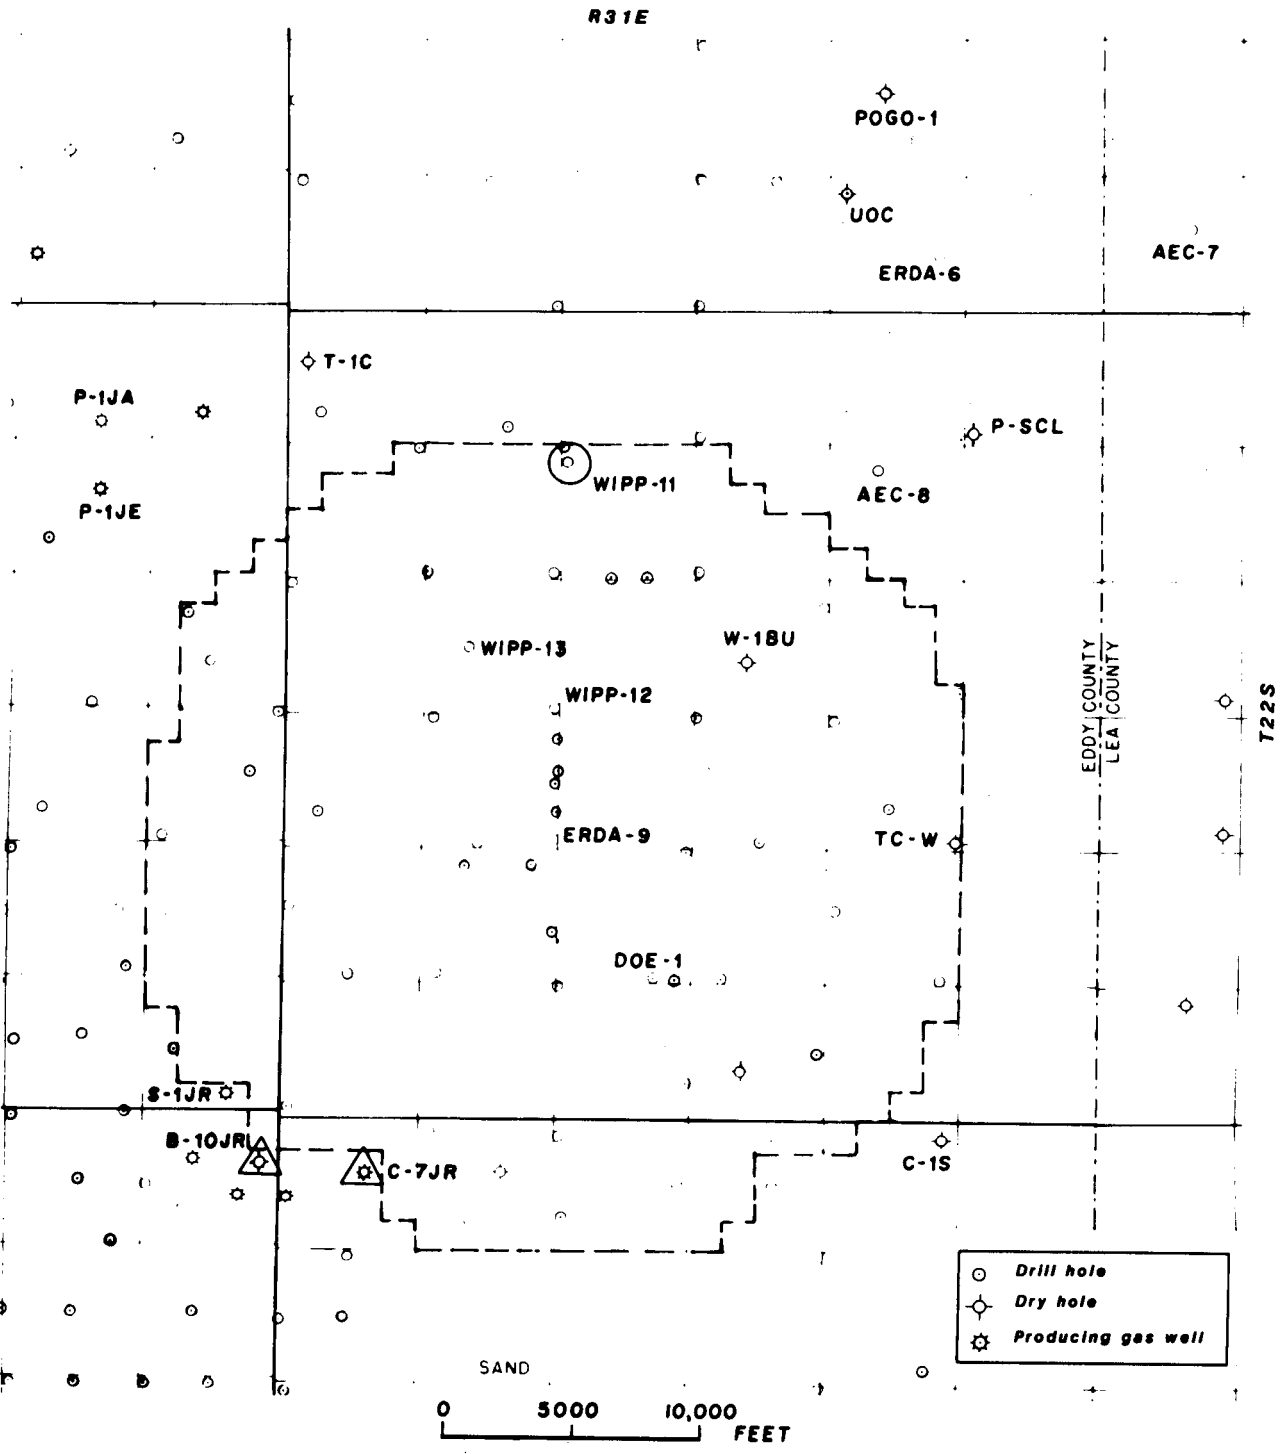 R31E
POGO-1
UOC
AEC-7
ERDA-6
T-1C
P-1JA
P-SCL
WIPP-11
AEC-8
P-1JE
WIPP-13
W-1BU
WIPP-12
EDDY COUNTY
LEA COUNTY
T22S
ERDA-9
TC-W
DOE-1
S-1JR
B-10JR
C-7JR
C-1S
Drill hole
Dry hole
Producing gas well
SAND
0 5000 10,000
FEET